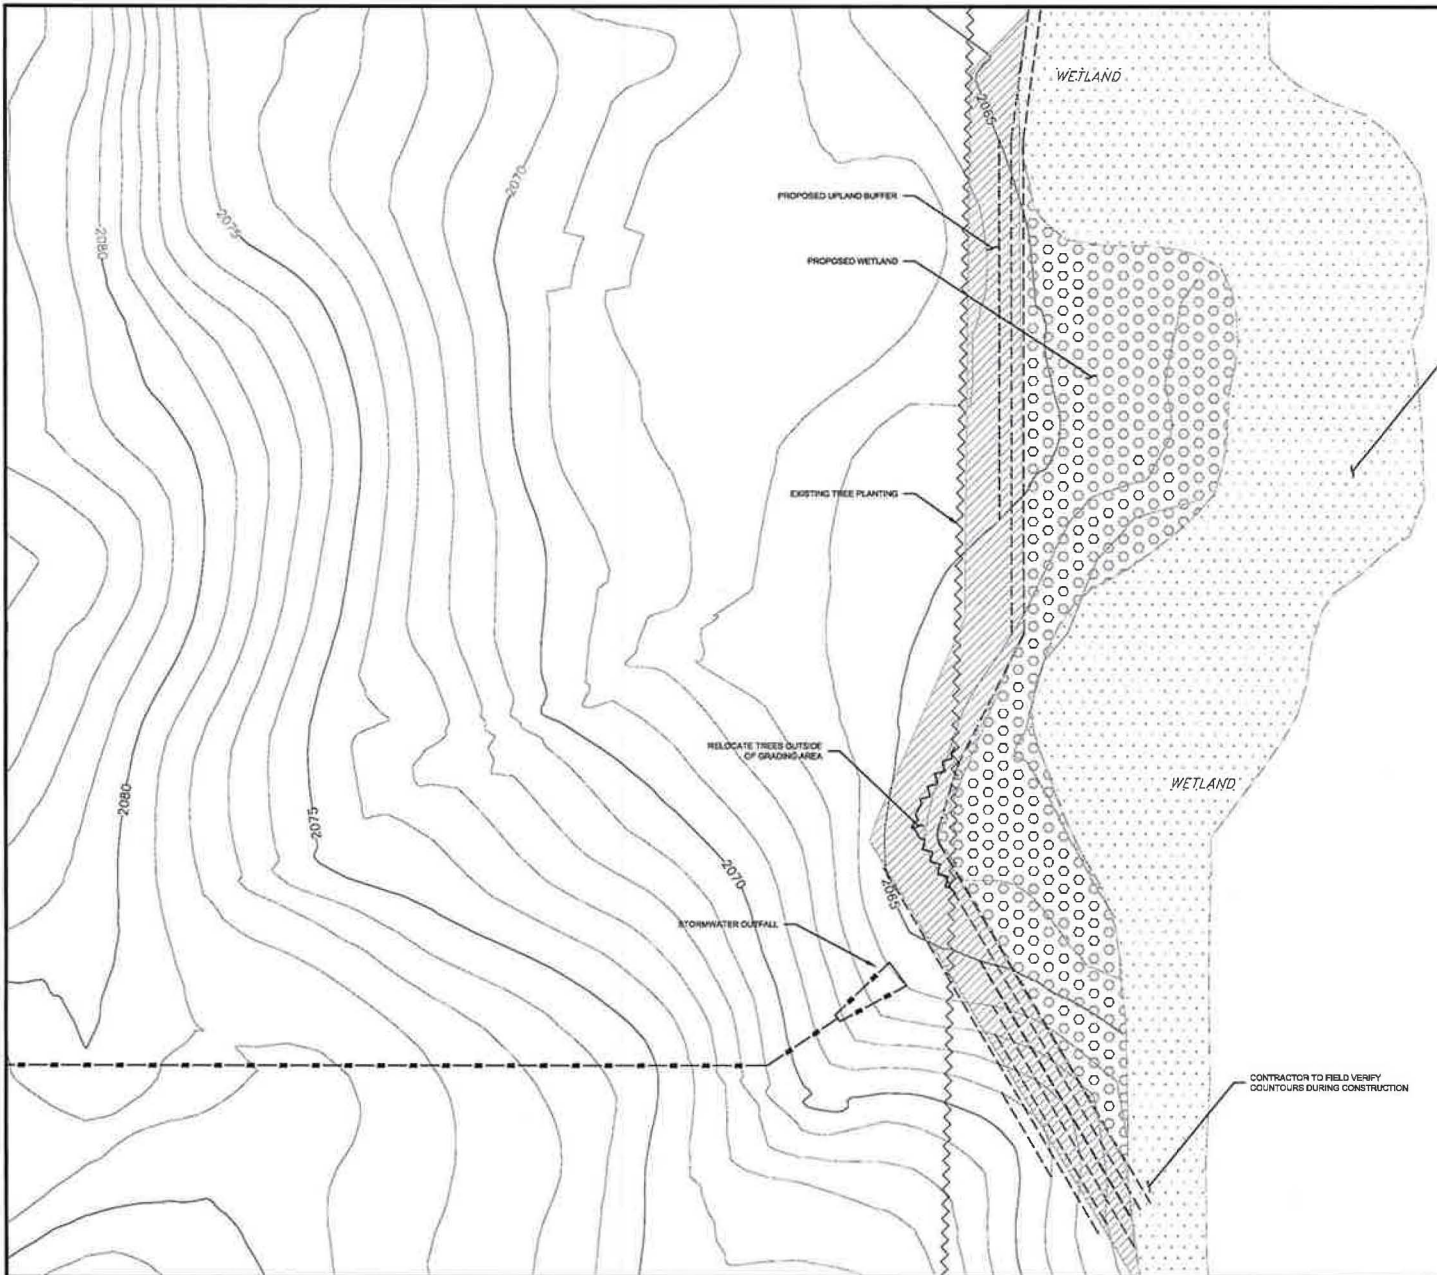 WETLAND
2065
2070
PROPOSED UPLAND BUFFER
2075
2080
PROPOSED WETLAND
EXISTING TREE PLANTING
RELOCATE TREES OUTSIDE
OF GRADING AREA
WETLAND
2080
2075
2070
2065
STORMWATER OUTFALL
CONTRACTOR TO FIELD VERIFY
COUNTOURS DURING CONSTRUCTION